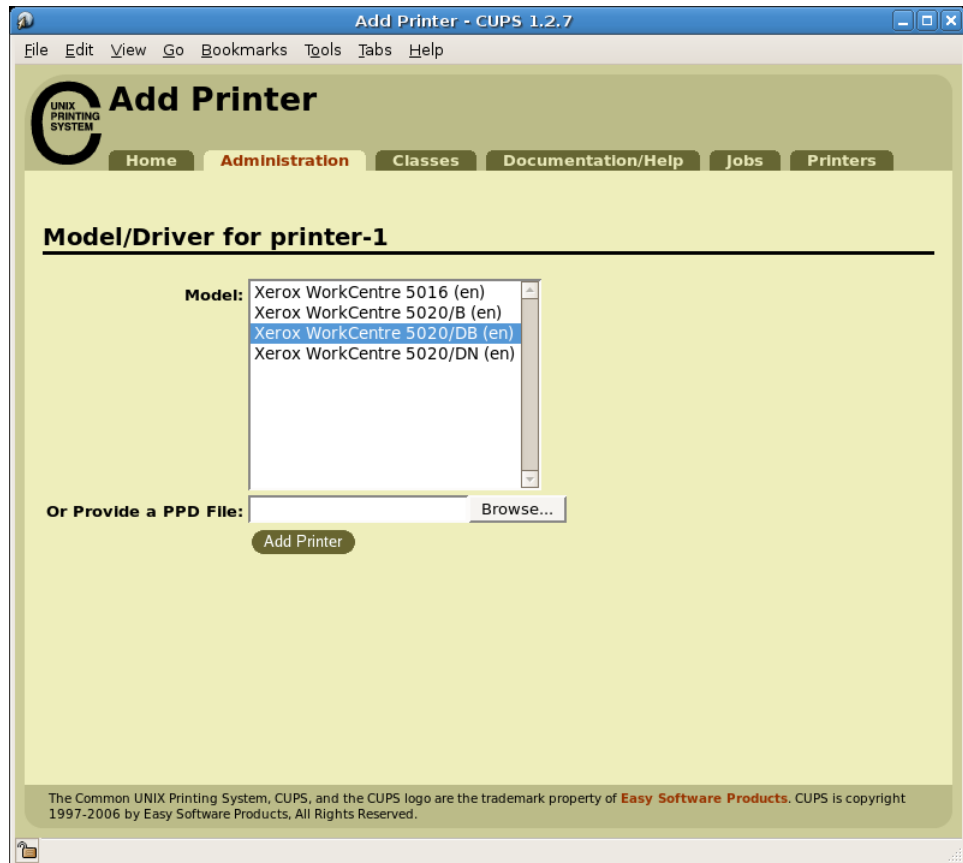 Add Printer - CUPS 1.2.7
File Edit View Go Bookmarks Tools Tabs Help
UNIX
PRINTING
SYSTEM
Add Printer
Home Administration Classes Documentation/Help Jobs Printers
Model/Driver for printer-1
Model:
Xerox WorkCentre 5016 (en)
Xerox WorkCentre 5020/B (en)
Xerox WorkCentre 5020/DB (en)
Xerox WorkCentre 5020/DN (en)
Or Provide a PPD File: Browse...
Add Printer
The Common UNIX Printing System, CUPS, and the CUPS logo are the trademark property of Easy Software Products. CUPS is copyright
1997-2006 by Easy Software Products, All Rights Reserved.